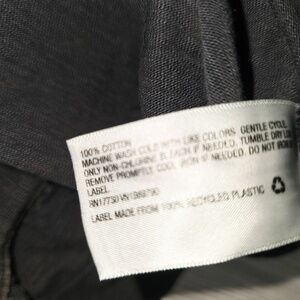 100% COTTON
MACHINE WASH COLD WITH LIKE COLORS. GENTLE CYCLE.
ONLY NON-CHLORINE BLEACH IF NEEDED. TUMBLE DRY LOW
REMOVE PROMPTLY. COOL IRON IF NEEDED. DO NOT IRON
LABEL.
LABEL MADE FROM 100% RECYCLED PLASTIC